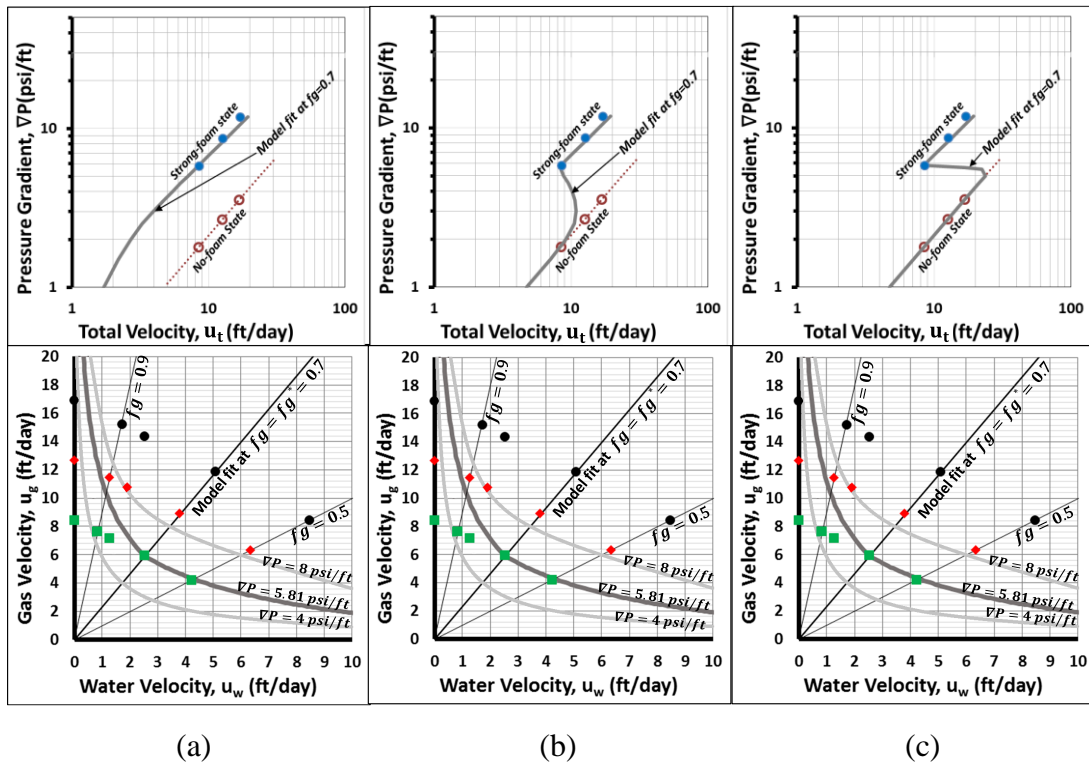 Pressure Gradient, ∇P(psi/ft)
10
1
Strong-foam state
Model fit at fg=0.7
No-foam State
1 10 100
Total Velocity, ut (ft/day)
Pressure Gradient, ∇P(psi/ft)
10
1
Strong-foam state
Model fit at fg=0.7
No-foam State
1 10 100
Total Velocity, ut (ft/day)
Pressure Gradient, ∇P(psi/ft)
10
1
Strong-foam state
Model fit at fg=0.7
No-foam State
1 10 100
Total Velocity, ut (ft/day)
Gas Velocity, ug (ft/day)
20
18
16
14
12
10
8
6
4
2
0
fg = 0.9
Model fit at fg = fg* = 0.7
fg = 0.5
∇P = 8 psi/ft
∇P = 5.81 psi/ft
∇P = 4 psi/ft
0 1 2 3 4 5 6 7 8 9 10
Water Velocity, uw (ft/day)
Gas Velocity, ug (ft/day)
20
18
16
14
12
10
8
6
4
2
0
fg = 0.9
Model fit at fg = fg* = 0.7
fg = 0.5
∇P = 8 psi/ft
∇P = 5.81 psi/ft
∇P = 4 psi/ft
0 1 2 3 4 5 6 7 8 9 10
Water Velocity, uw (ft/day)
Gas Velocity, ug (ft/day)
20
18
16
14
12
10
8
6
4
2
0
fg = 0.9
Model fit at fg = fg* = 0.7
fg = 0.5
∇P = 8 psi/ft
∇P = 5.81 psi/ft
∇P = 4 psi/ft
0 1 2 3 4 5 6 7 8 9 10
Water Velocity, uw (ft/day)
(a) (b) (c)